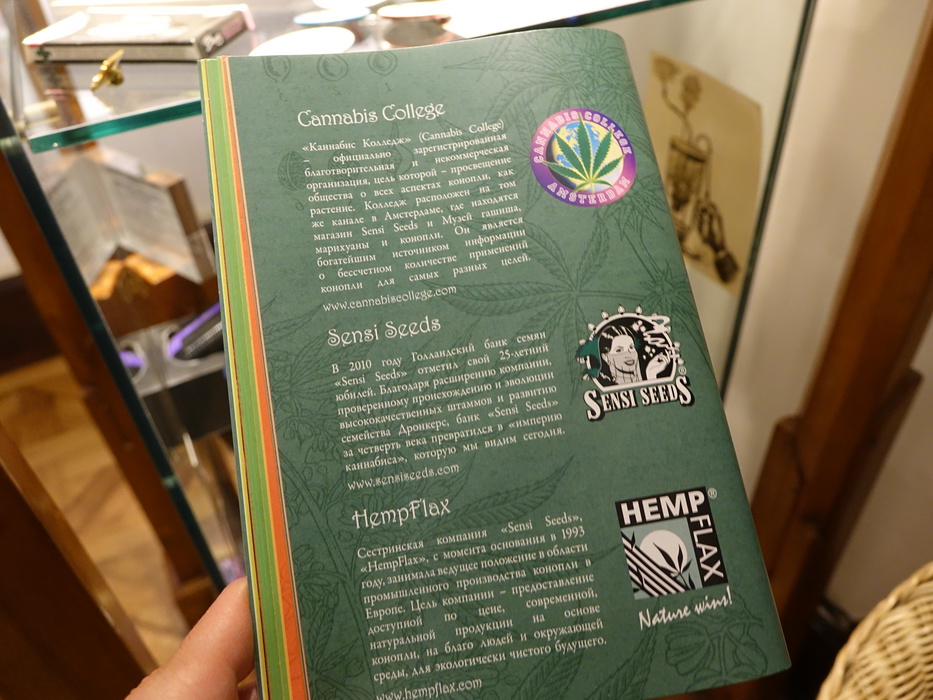 Cannabis College
«Каннабис Колледж» (Cannabis College)
– официально зарегистрированная
благотворительная и некоммерческая
организация, цель которой – просвещение
общества о всех аспектах конопли, как
растение. Колледж расположен на том
же канале в Амстердаме, где находятся
магазин Sensi Seeds и Музей гашиша,
марихуаны и конопли. Он является
богатейшим источником информации
о бессчетном количестве применений
конопли для самых разных целей.
www.cannabiscollege.com
CANNABIS COLLEGE
AMSTERDAM
Sensi Seeds
В 2010 году Голландский банк семян
«Sensi Seeds» отметил свой 25-летний
юбилей. Благодаря расширению компании,
проверенному происхождению и эволюции
высококачественных штаммов и развитию
семейства Дронкерс, банк «Sensi Seeds»
за четверть века превратился в «империю
каннабиса», которую мы видим сегодня.
www.sensiseeds.com
SENSI SEEDS
HempFlax
Сестринская компания «Sensi Seeds»,
«HempFlax», с момента основания в 1993
году, занимала ведущее положение в области
промышленного производства конопли в
Европе. Цель компании – предоставление
доступной по цене, современной,
натуральной продукции на основе
конопли, на благо людей и окружающей
среды, для экологически чистого будущего.
www.hempflax.com
HEMP®
FLAX
Nature wins!